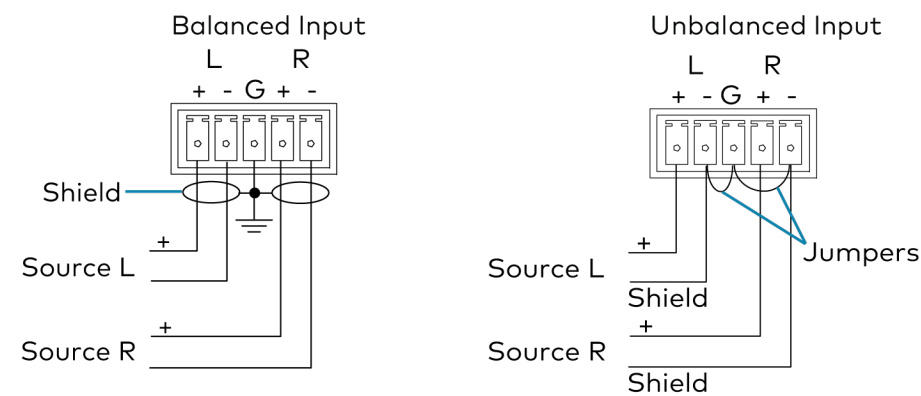 Balanced Input
L R
+ - G + -
Shield
+
Source L
+
Source R
Unbalanced Input
L R
+ - G + -
Jumpers
+
Source L
Shield
+
Source R
Shield